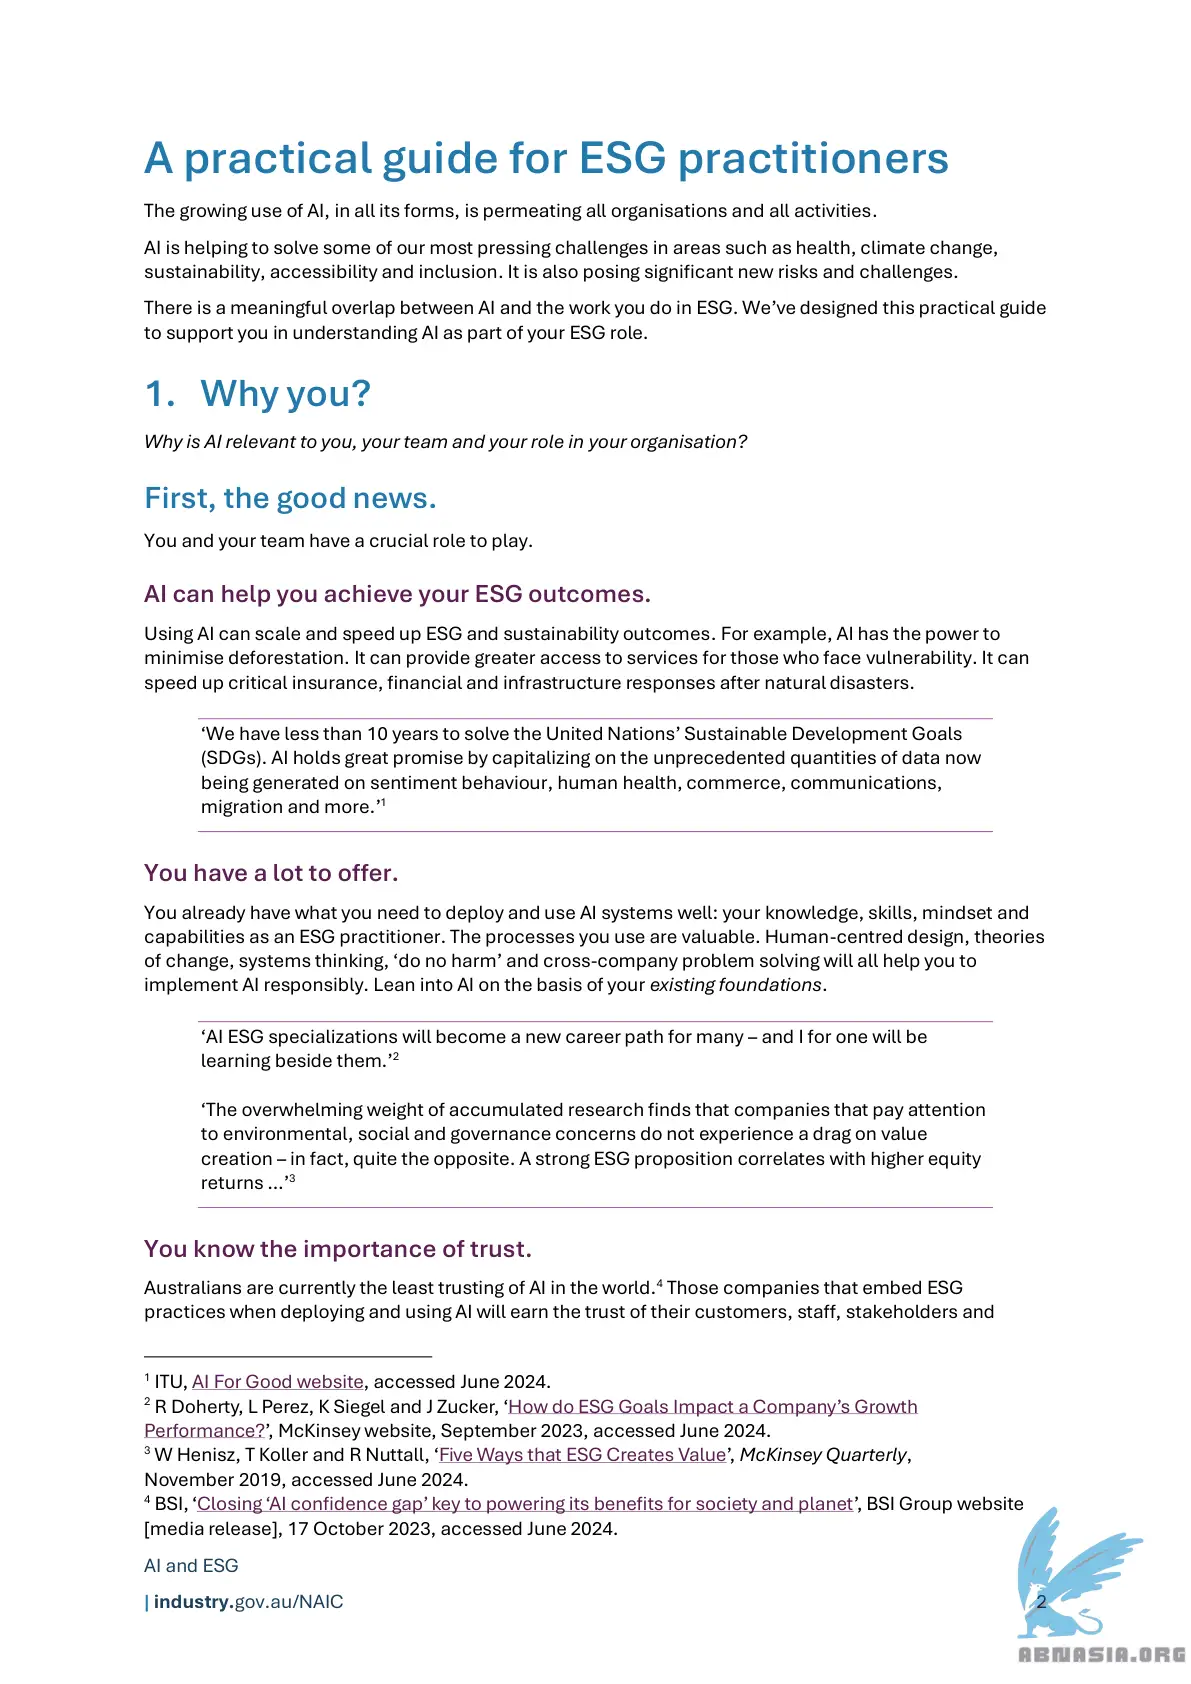 A practical guide for ESG practitioners
The growing use of AI, in all its forms, is permeating all organisations and all activities.
AI is helping to solve some of our most pressing challenges in areas such as health, climate change,
sustainability, accessibility and inclusion. It is also posing significant new risks and challenges.
There is a meaningful overlap between AI and the work you do in ESG. We’ve designed this practical guide
to support you in understanding AI as part of your ESG role.
1. Why you?
Why is AI relevant to you, your team and your role in your organisation?
First, the good news.
You and your team have a crucial role to play.
AI can help you achieve your ESG outcomes.
Using AI can scale and speed up ESG and sustainability outcomes. For example, AI has the power to
minimise deforestation. It can provide greater access to services for those who face vulnerability. It can
speed up critical insurance, financial and infrastructure responses after natural disasters.
‘We have less than 10 years to solve the United Nations’ Sustainable Development Goals
(SDGs). AI holds great promise by capitalizing on the unprecedented quantities of data now
being generated on sentiment behaviour, human health, commerce, communications,
migration and more.’1
You have a lot to offer.
You already have what you need to deploy and use AI systems well: your knowledge, skills, mindset and
capabilities as an ESG practitioner. The processes you use are valuable. Human-centred design, theories
of change, systems thinking, ‘do no harm’ and cross-company problem solving will all help you to
implement AI responsibly. Lean into AI on the basis of your existing foundations.
‘AI ESG specializations will become a new career path for many – and I for one will be
learning beside them.’2
‘The overwhelming weight of accumulated research finds that companies that pay attention
to environmental, social and governance concerns do not experience a drag on value
creation – in fact, quite the opposite. A strong ESG proposition correlates with higher equity
returns ...’3
You know the importance of trust.
Australians are currently the least trusting of AI in the world.4 Those companies that embed ESG
practices when deploying and using AI will earn the trust of their customers, staff, stakeholders and
1 ITU, AI For Good website, accessed June 2024.
2 R Doherty, L Perez, K Siegel and J Zucker, ‘How do ESG Goals Impact a Company’s Growth
Performance?’, McKinsey website, September 2023, accessed June 2024.
3 W Henisz, T Koller and R Nuttall, ‘Five Ways that ESG Creates Value’, McKinsey Quarterly,
November 2019, accessed June 2024.
4 BSI, ‘Closing ‘AI confidence gap’ key to powering its benefits for society and planet’, BSI Group website
[media release], 17 October 2023, accessed June 2024.
AI and ESG
| industry.gov.au/NAIC
2
ABNASIA.ORG